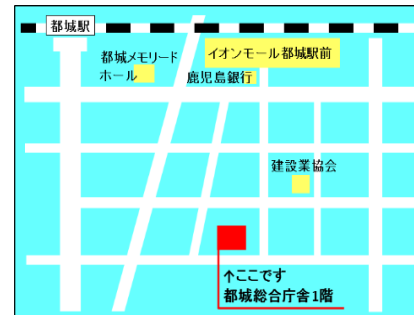 都城駅
都城メモリード
ホール
イオンモール都城駅前
鹿児島銀行
建設業協会
↑ここです
都城総合庁舎1階